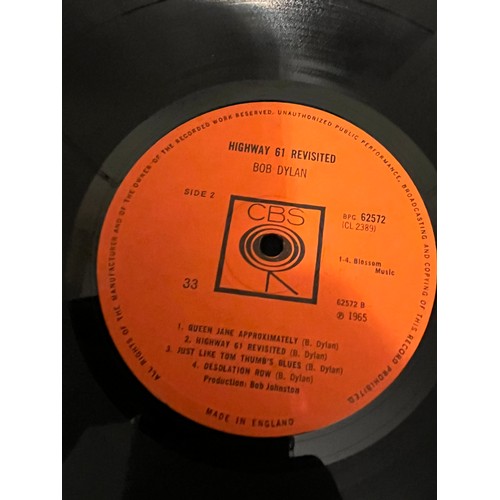 ALL RIGHTS OF THE MANUFACTURER AND OF THE OWNER OF THE RECORDED WORK RESERVED. UNAUTHORIZED PUBLIC PERFORMANCE, BROADCASTING AND COPYING OF THIS RECORD PROHIBITED
HIGHWAY 61 REVISITED
BOB DYLAN
SIDE 2
CBS
BPG 62572
(CL 2389)
1-4. Blossom
Music
33
62572 B
℗ 1965
1. QUEEN JANE APPROXIMATELY (B. Dylan)
2. HIGHWAY 61 REVISITED (B. Dylan)
3. JUST LIKE TOM THUMB'S BLUES (B. Dylan)
4. DESOLATION ROW (B. Dylan)
Production: Bob Johnston
MADE IN ENGLAND